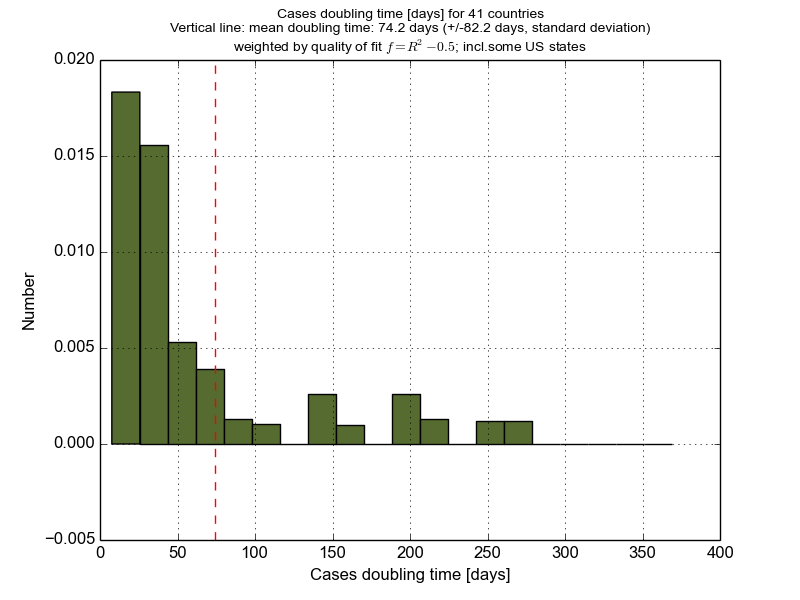 Cases doubling time [days] for 41 countries
Vertical line: mean doubling time: 74.2 days (+/-82.2 days, standard deviation)
weighted by quality of fit f=R² −0.5; incl.some US states
0.020
0.015
0.010
0.005
0.000
−0.005
Number
0 50 100 150 200 250 300 350 400
Cases doubling time [days]